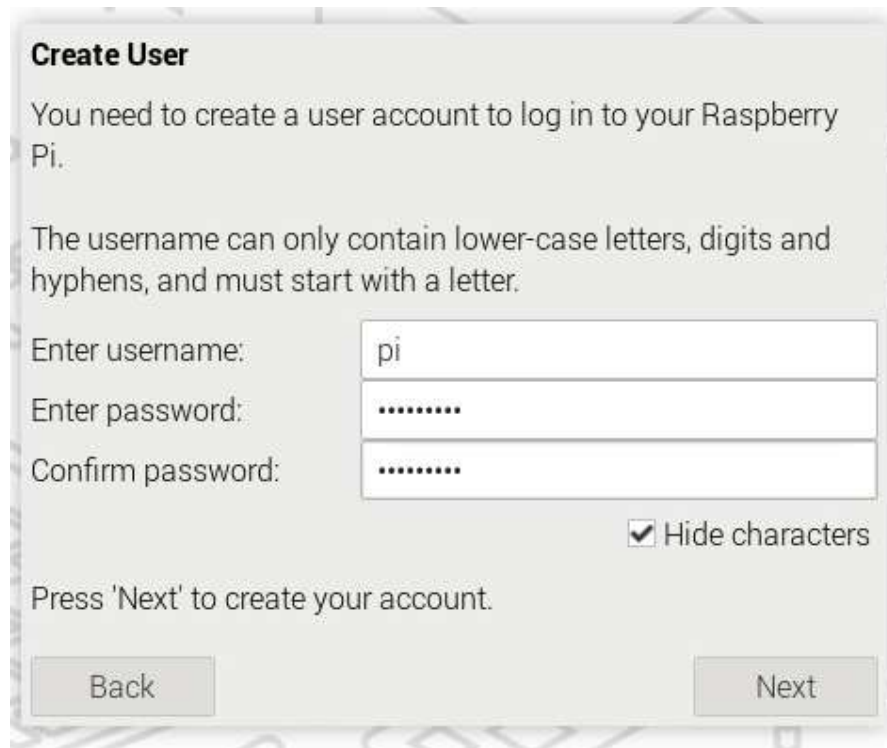 Create User
You need to create a user account to log in to your Raspberry
Pi.
The username can only contain lower-case letters, digits and
hyphens, and must start with a letter.
Enter username: pi
Enter password: •••••••••
Confirm password: •••••••••
Hide characters
Press 'Next' to create your account.
Back Next